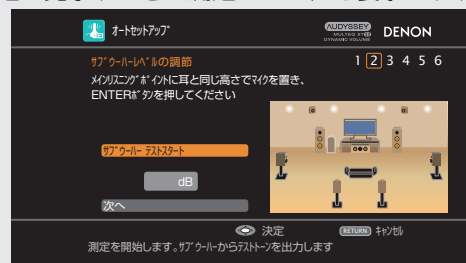 オートセットアップ
AUDYSSEY
MULTEQ XT32
DYNAMIC VOLUME
DENON
サブウーハーレベルの調節
1 2 3 4 5 6
メインリスニングポイントに耳と同じ高さでマイクを置き、
ENTERボタンを押してください
サブウーハー テストスタート
dB
次へ
決定
RETURN キャンセル
測定を開始します。サブウーハーからテストトーンを出力します